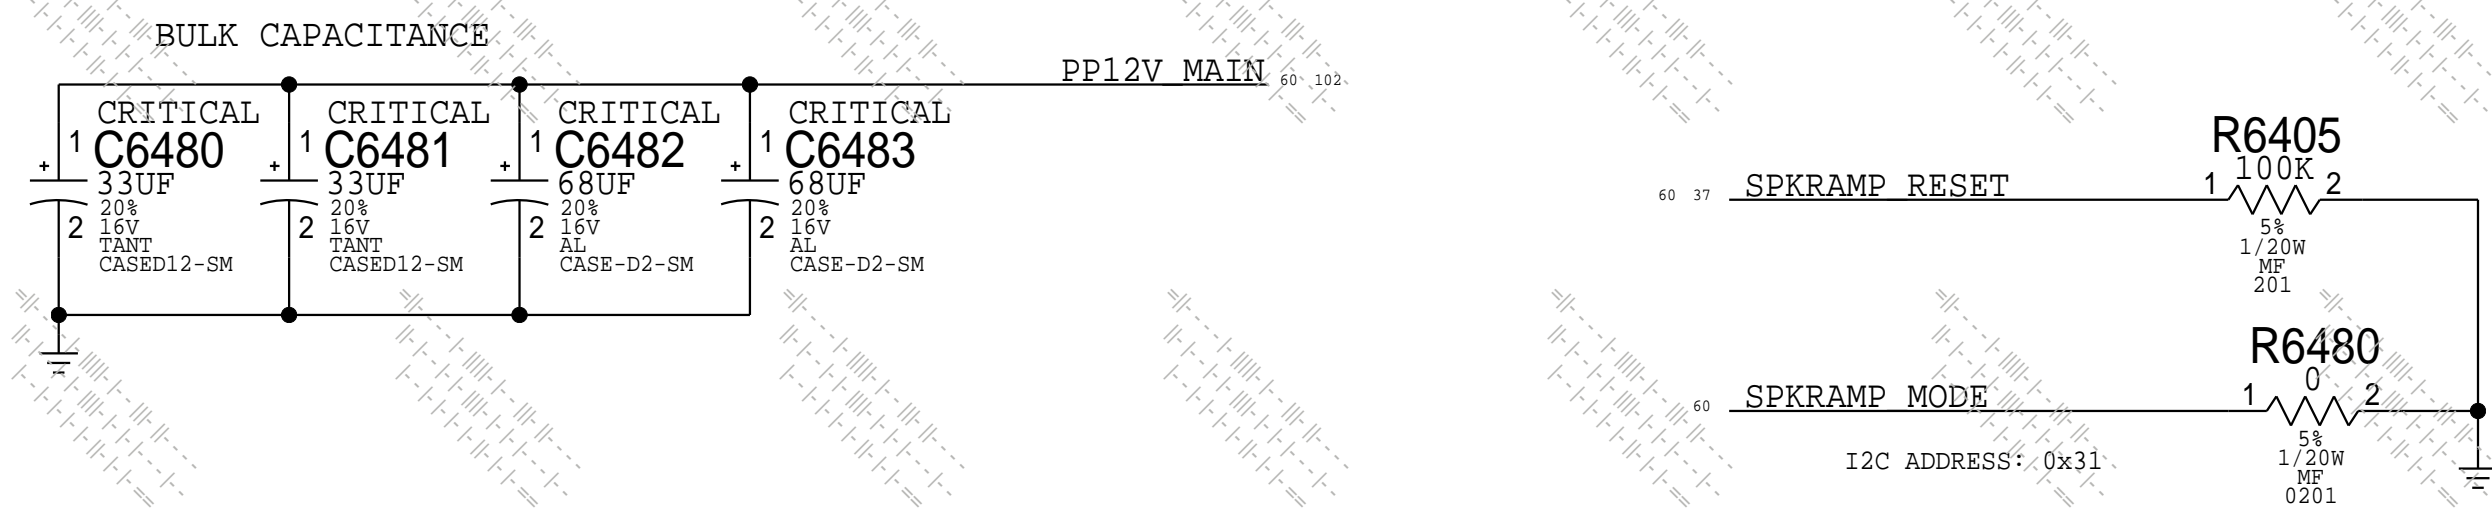 BULK CAPACITANCE
PP12V_MAIN 60 102
CRITICAL
1 C6480
+
33UF
20%
2 16V
TANT
CASED12-SM
CRITICAL
1 C6481
+
33UF
20%
2 16V
TANT
CASED12-SM
CRITICAL
1 C6482
+
68UF
20%
2 16V
AL
CASE-D2-SM
CRITICAL
1 C6483
+
68UF
20%
2 16V
AL
CASE-D2-SM
R6405
100K
60 37 SPKRAMP_RESET 1 2
5%
1/20W
MF
201
R6480
0
60 SPKRAMP_MODE 1 2
5%
1/20W
MF
0201
I2C ADDRESS: 0x31